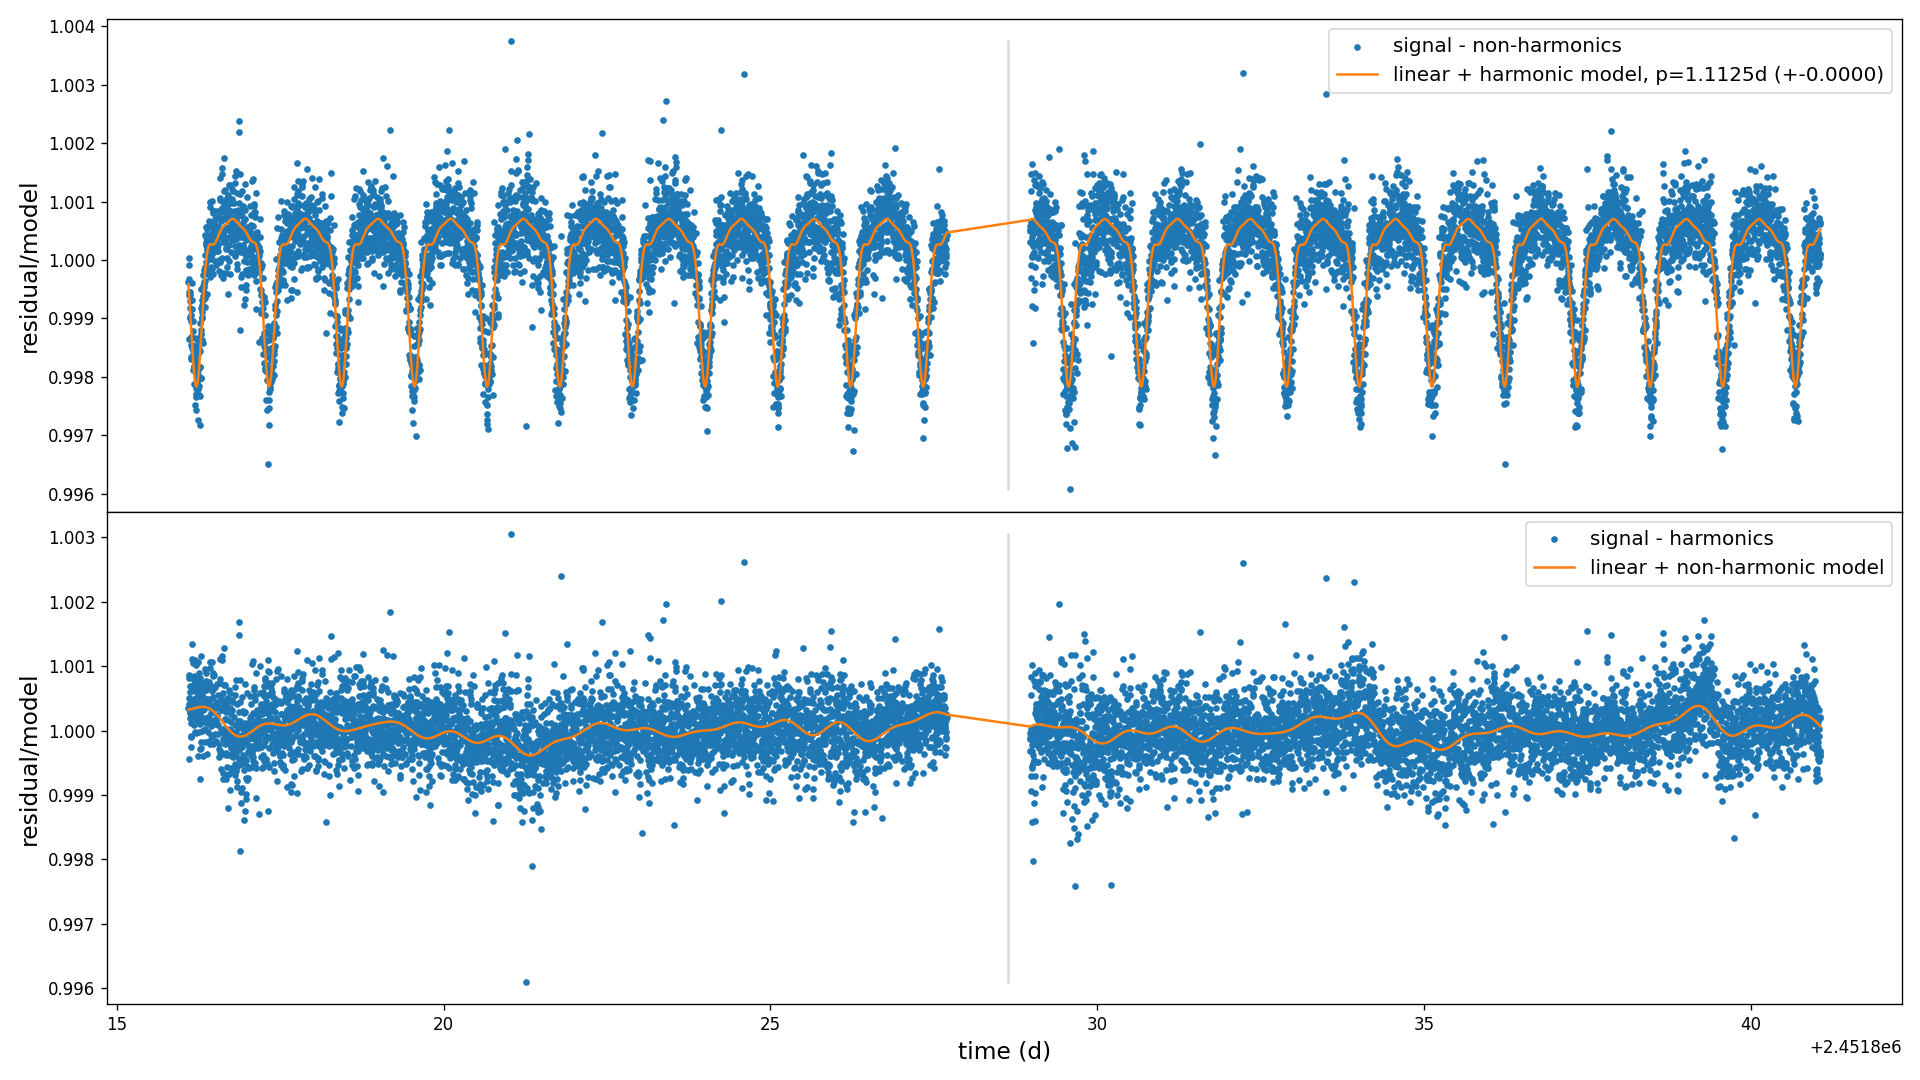 1.004
1.003
1.002
1.001
1.000
0.999
0.998
0.997
0.996
residual/model
signal - non-harmonics
linear + harmonic model, p=1.1125d (+-0.0000)
1.003
1.002
1.001
1.000
0.999
0.998
0.997
0.996
residual/model
signal - harmonics
linear + non-harmonic model
15 20 25 30 35 40
time (d)
+2.4518e6